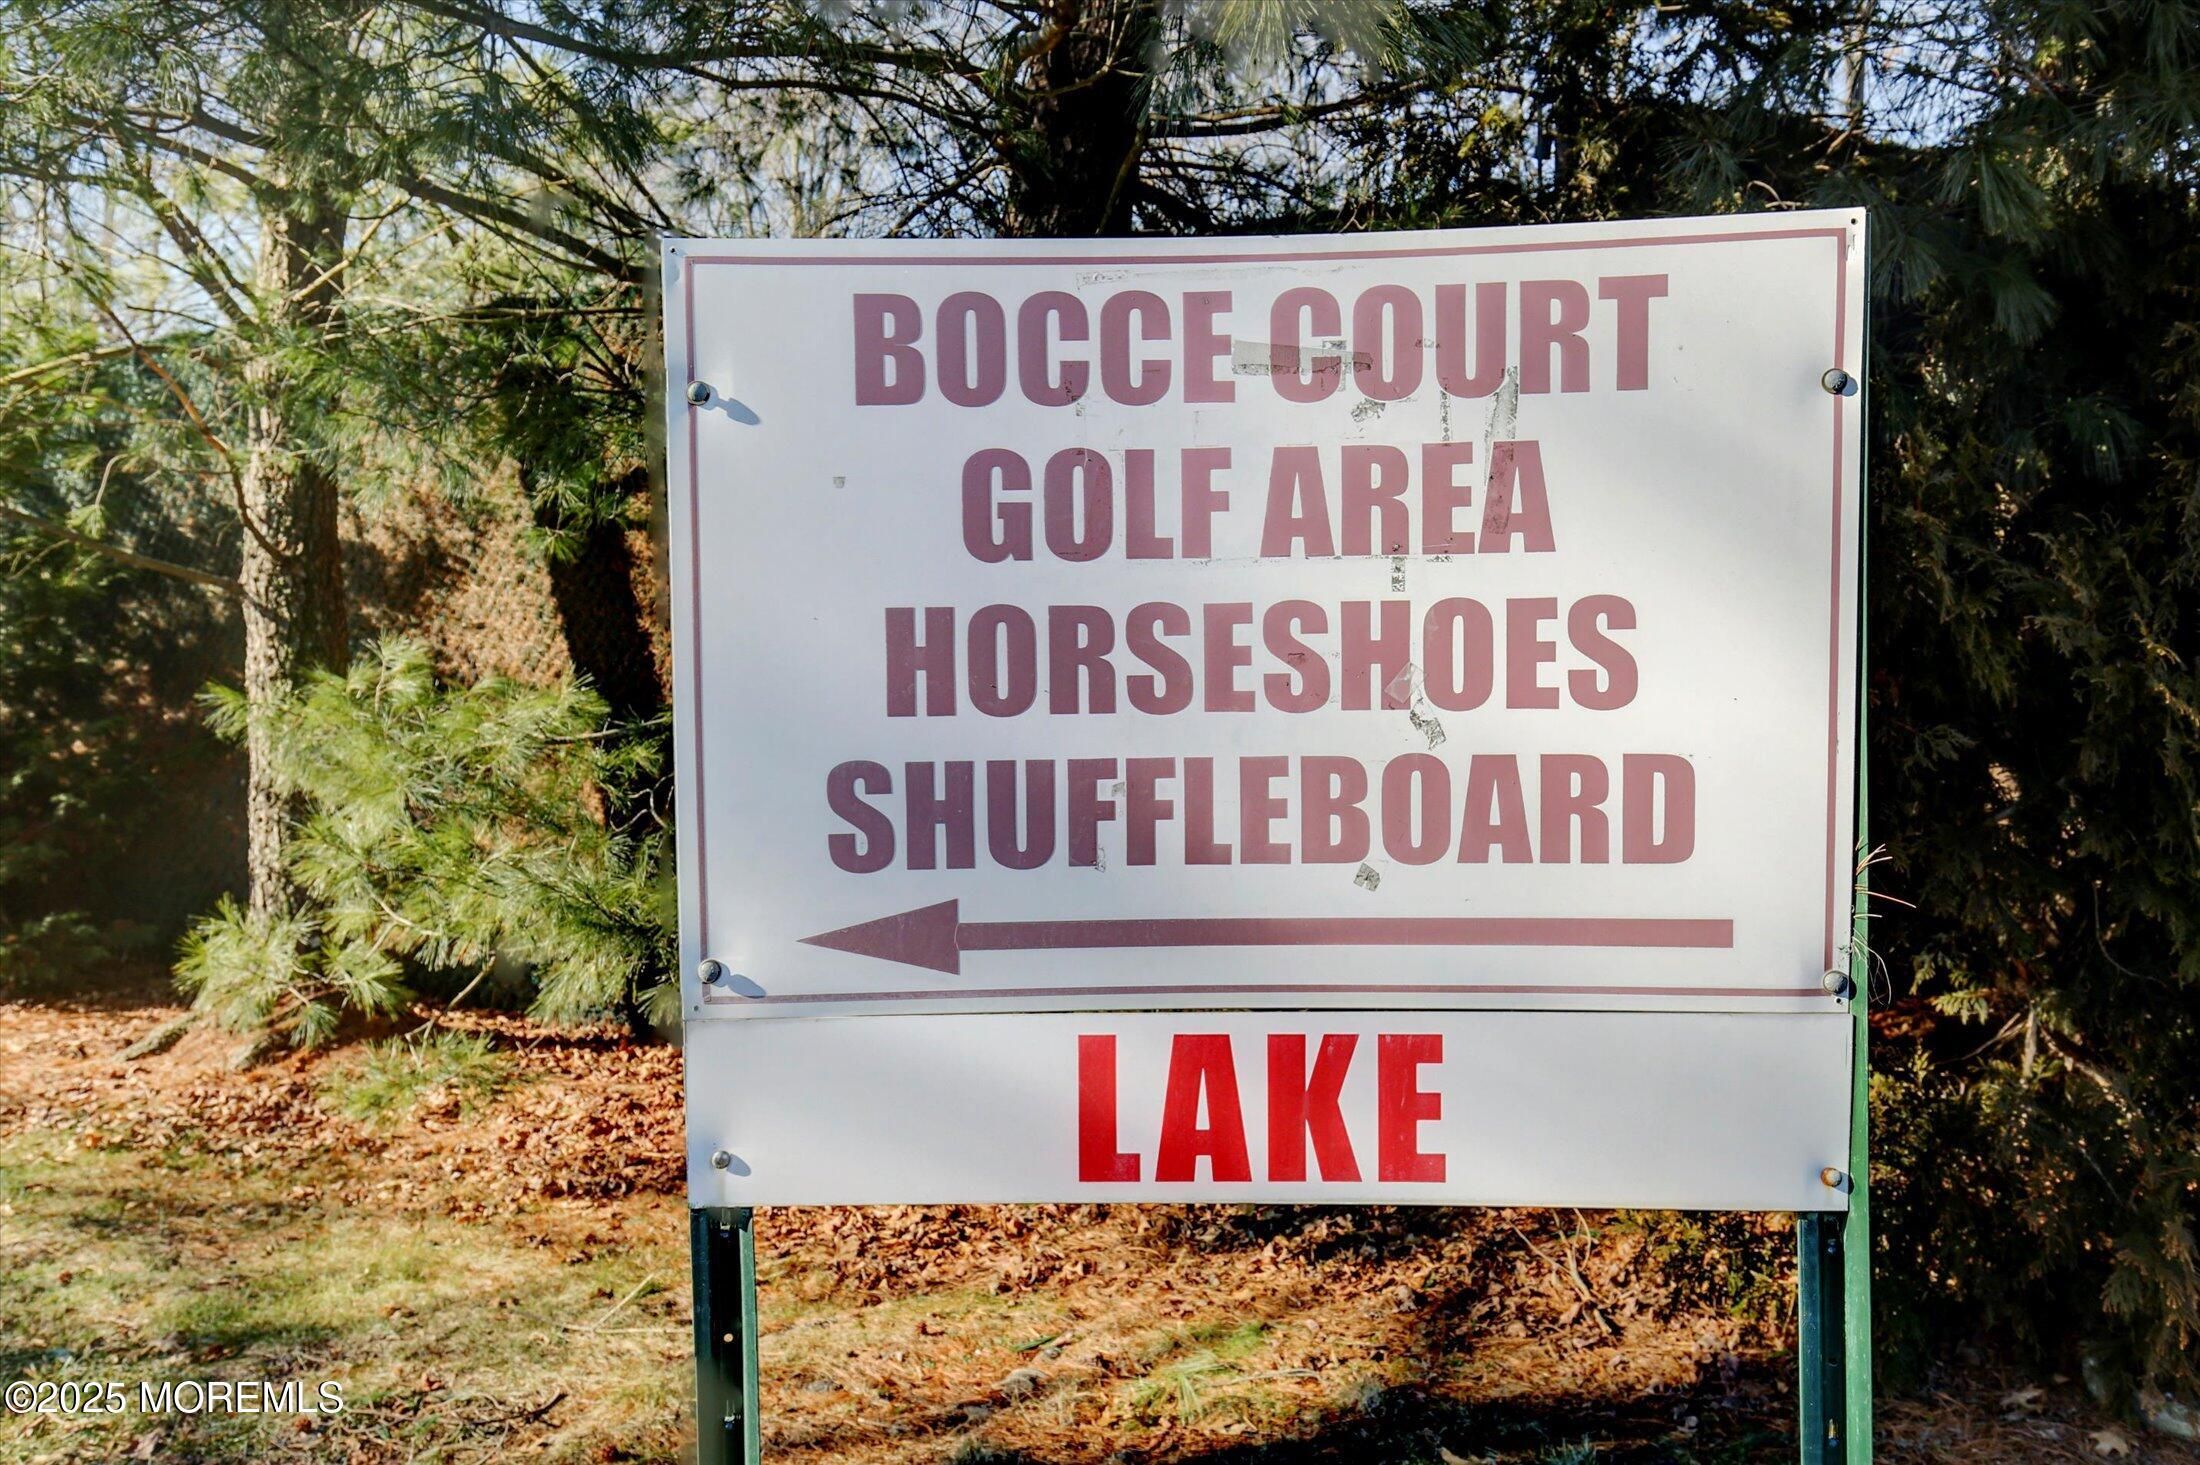 BOCCE COURT
GOLF AREA
HORSESHOES
SHUFFLEBOARD
LAKE
©2025 MOREMLS